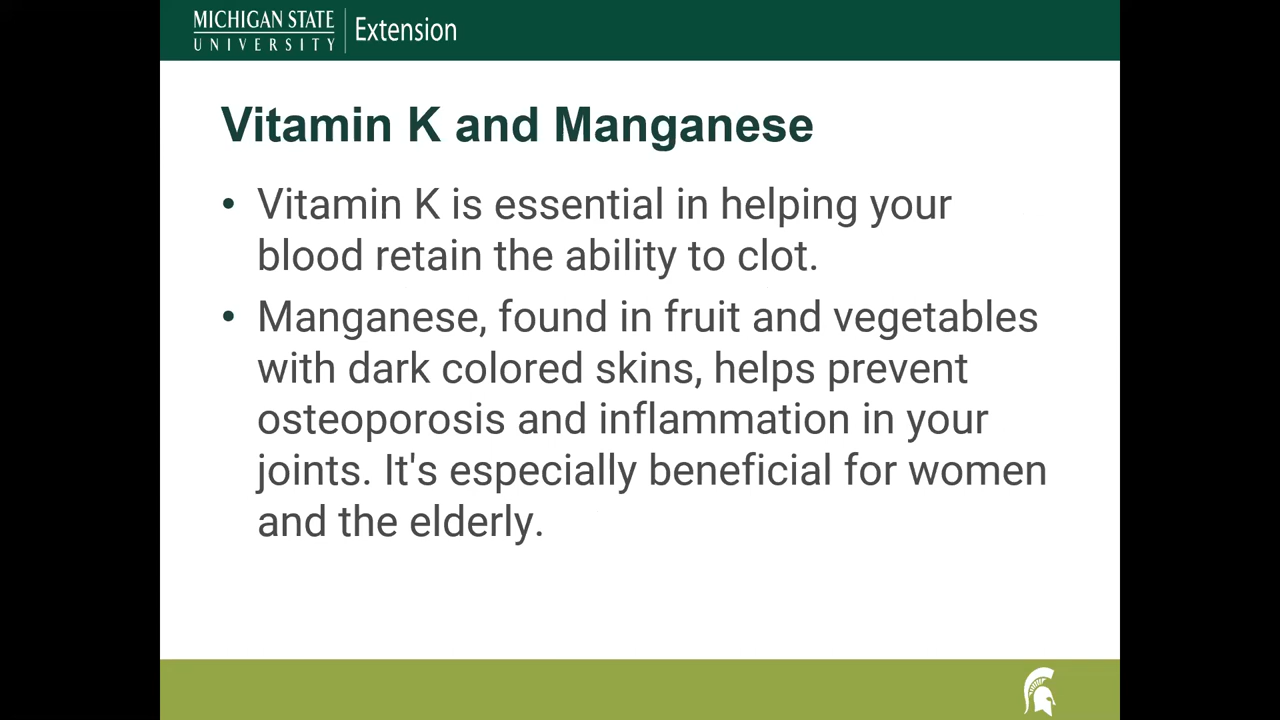 MICHIGAN STATE
UNIVERSITY
Extension
Vitamin K and Manganese
• Vitamin K is essential in helping your
blood retain the ability to clot.
• Manganese, found in fruit and vegetables
with dark colored skins, helps prevent
osteoporosis and inflammation in your
joints. It's especially beneficial for women
and the elderly.